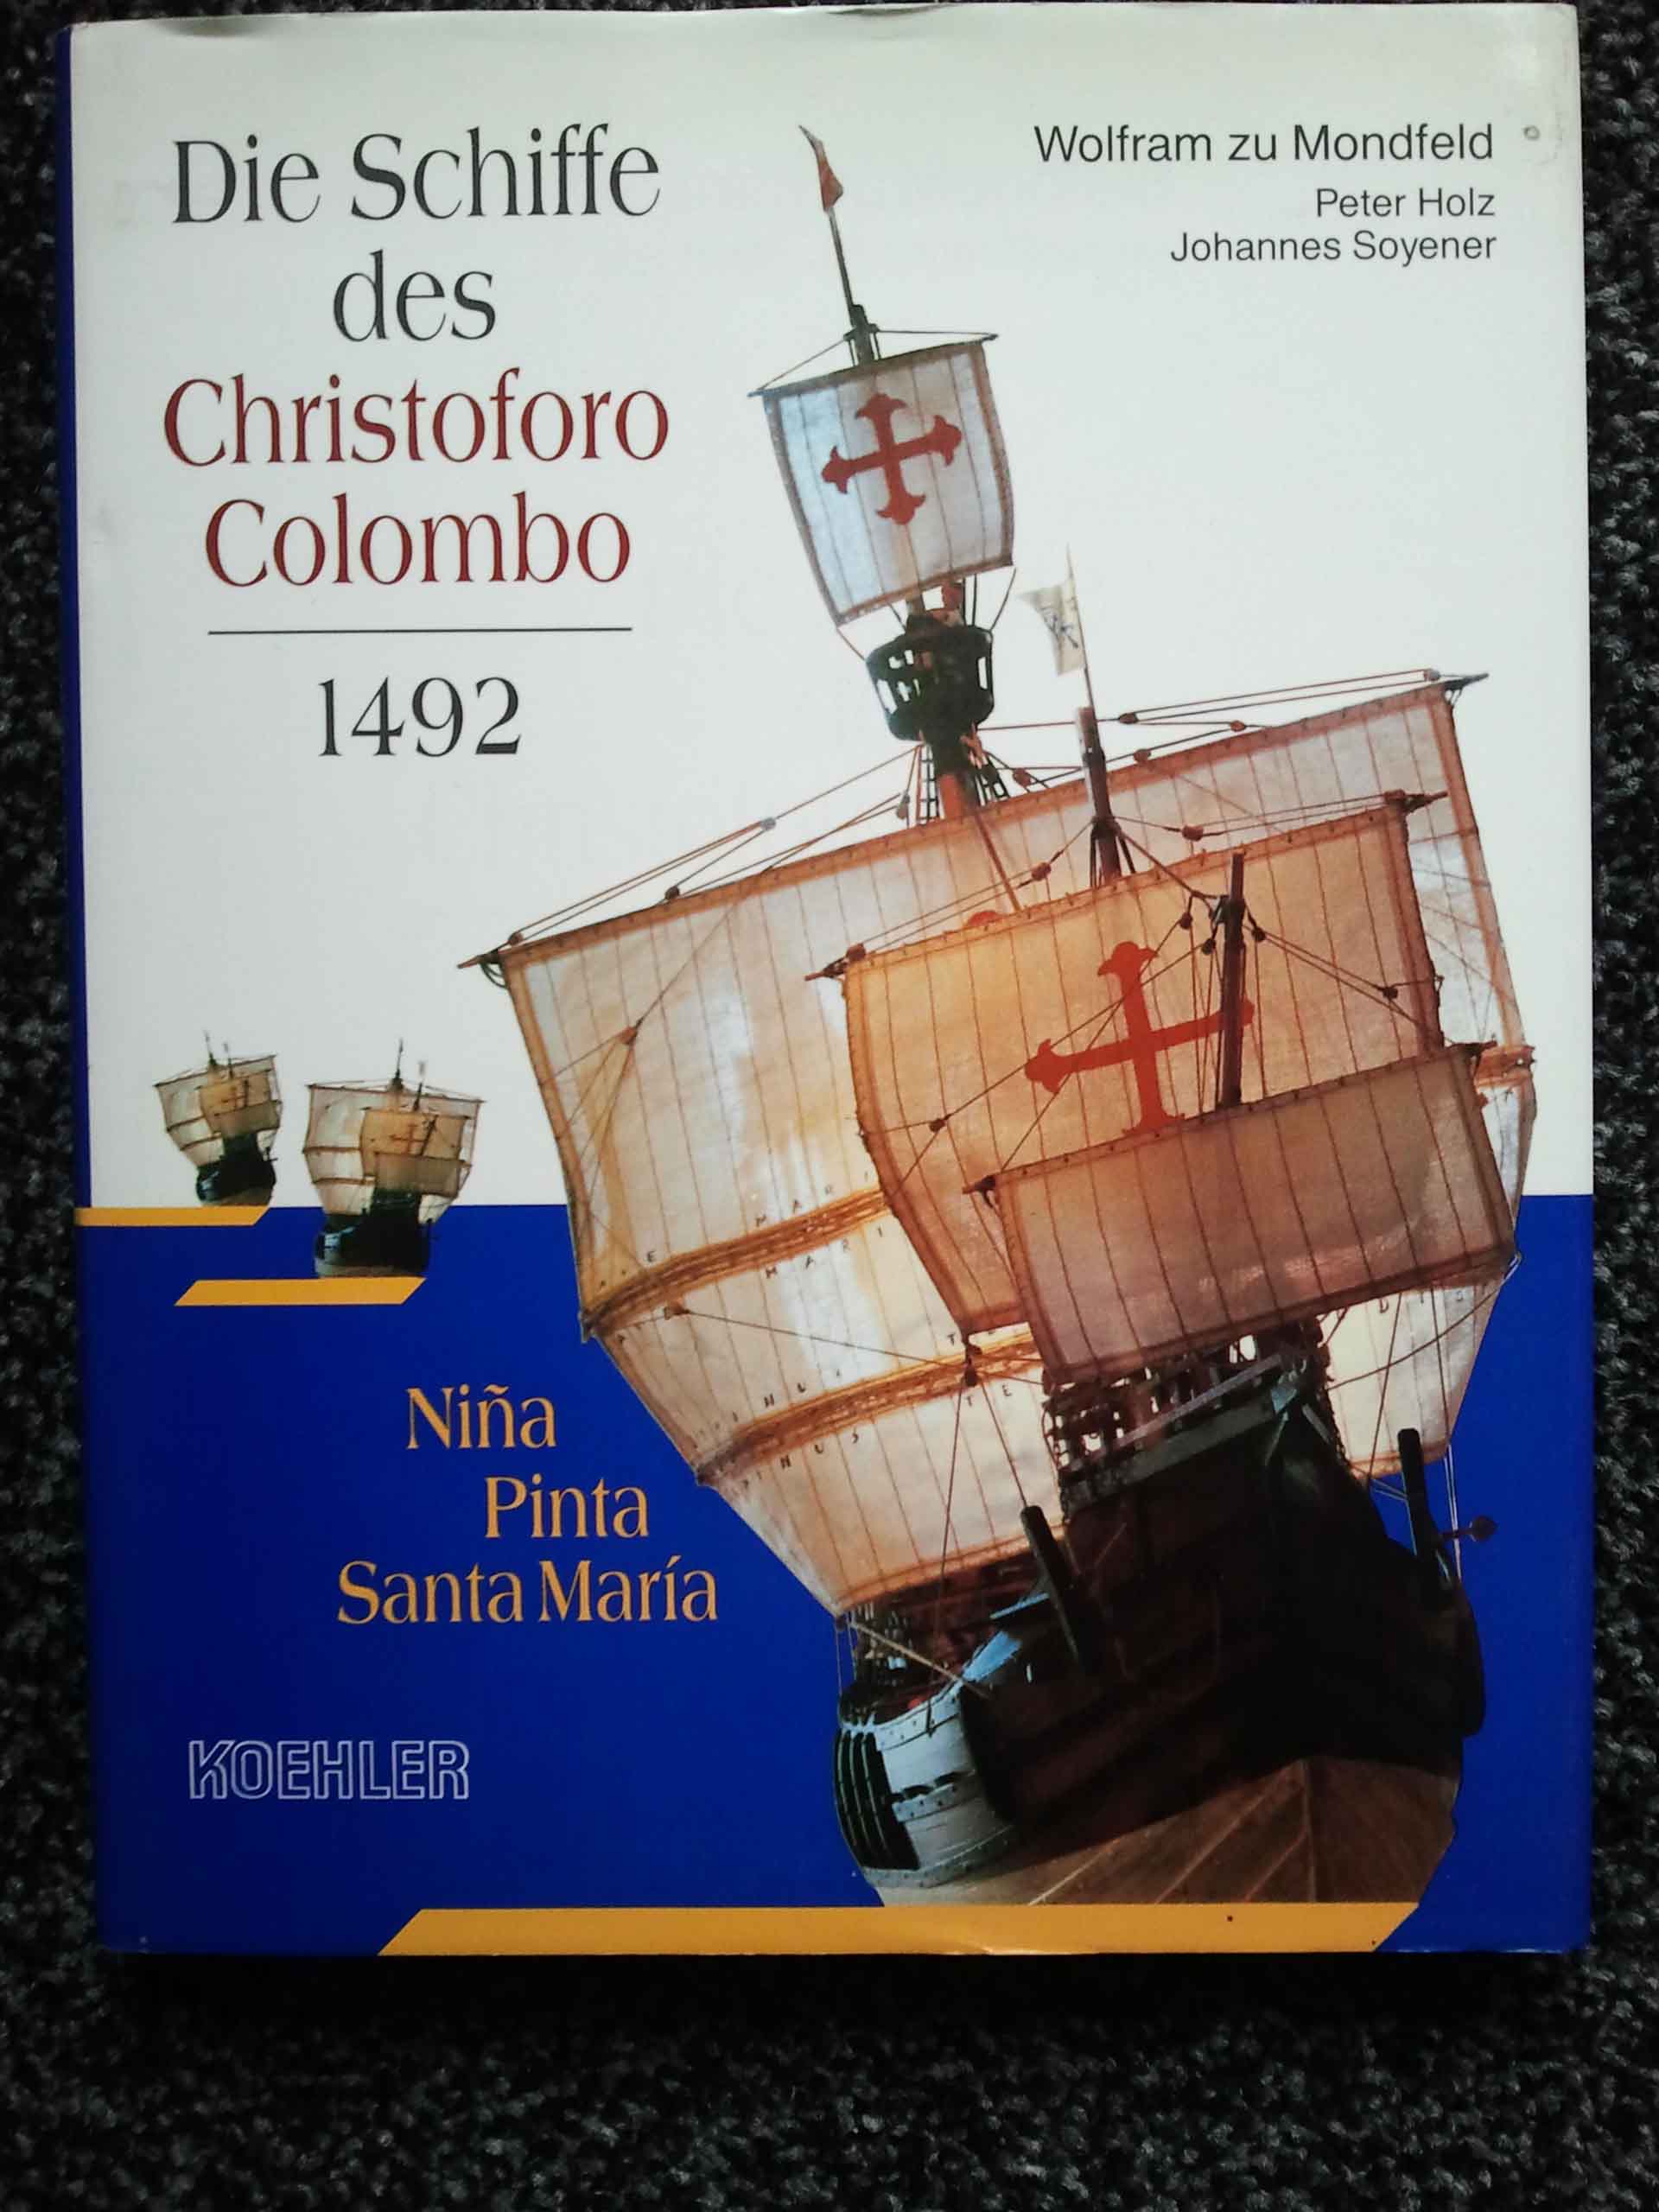 Die Schiffe
des
Christoforo
Colombo
1492
Wolfram zu Mondfeld
Peter Holz
Johannes Soyener
Niña
Pinta
Santa María
KOEHLER